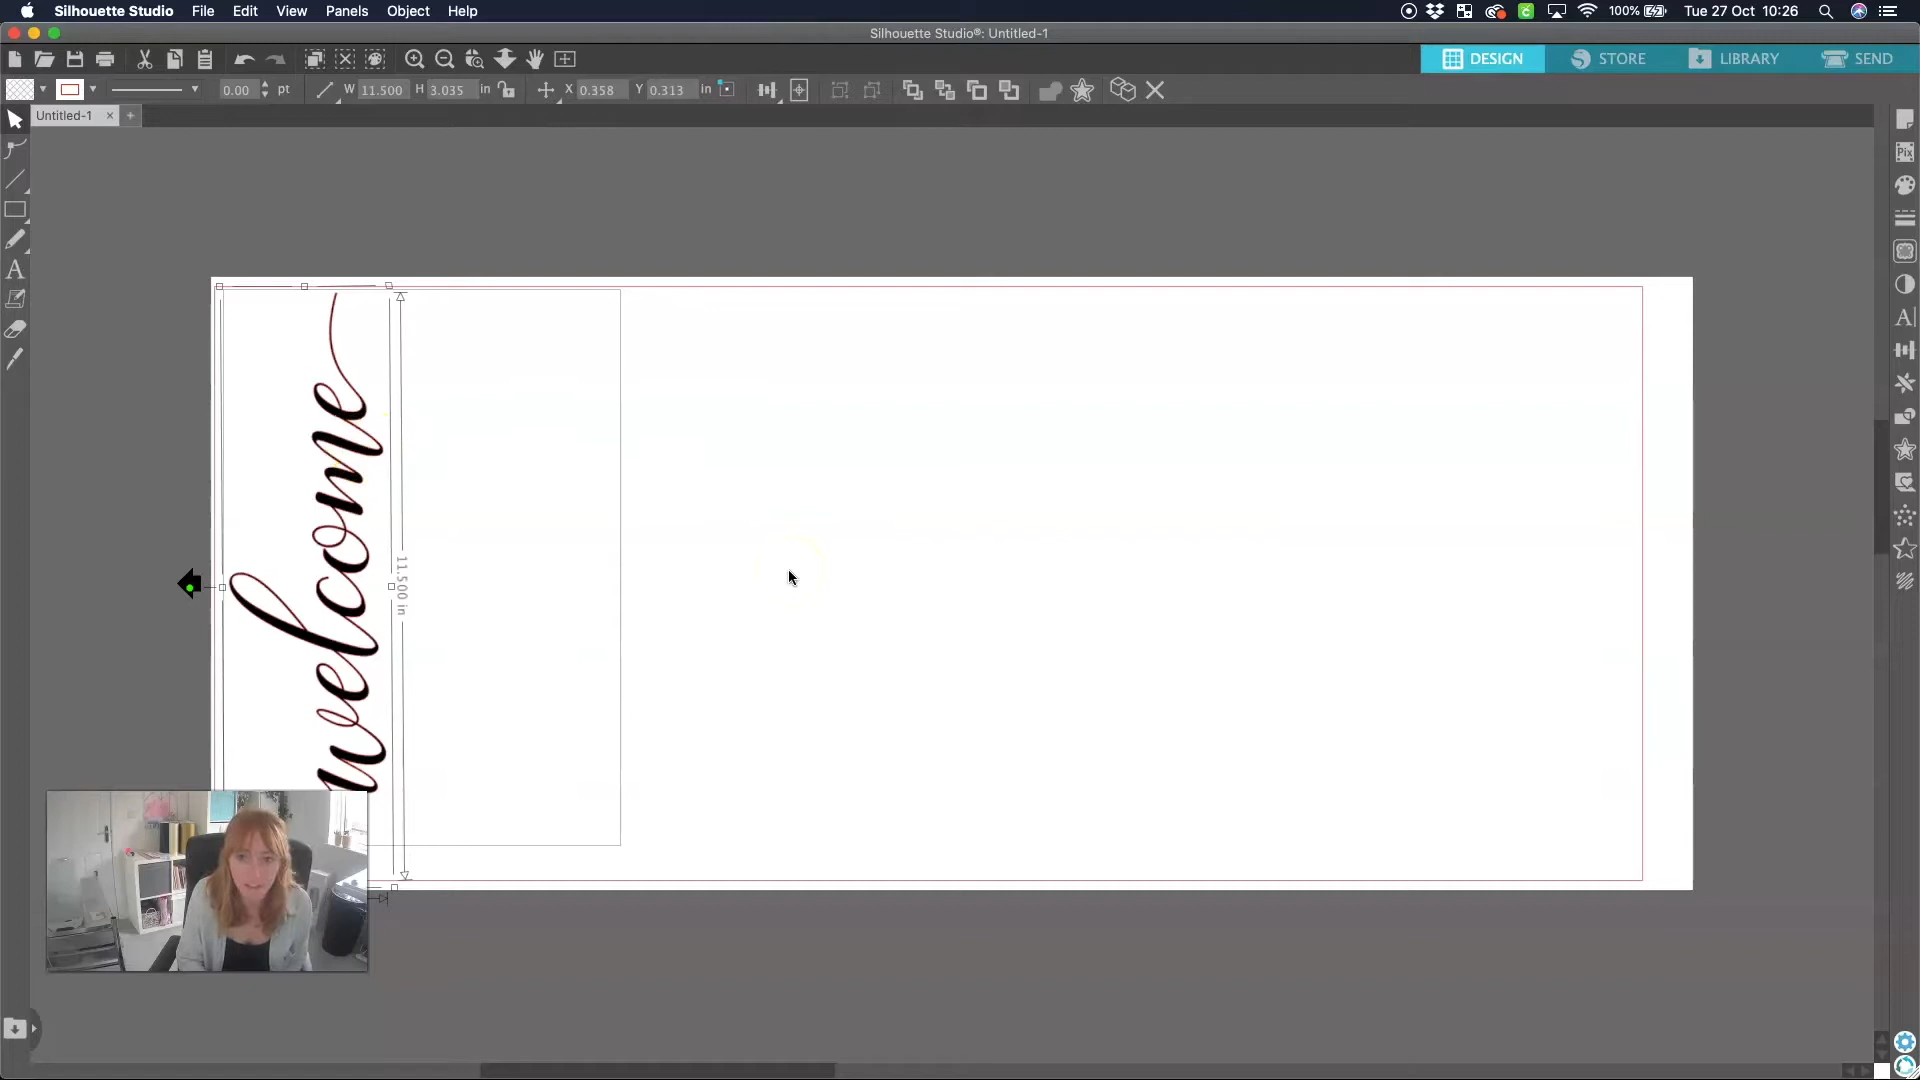 Silhouette Studio File Edit View Panels Object Help 100% Tue 27 Oct 10:26
Silhouette Studio®: Untitled-1
DESIGN STORE LIBRARY SEND
0.00 pt W 11.500 H 3.035 in X 0.358 Y 0.313 in
Untitled-1
Pix
welcome
11.500 in